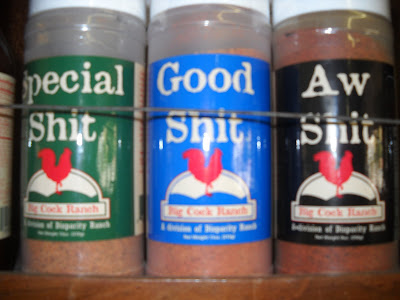 Special
Shit
Big Cock Ranch
A division of Disparity Ranch
Good
Shit
Big Cock Ranch
A division of Disparity Ranch
Aw
Shit
Big Cock Ranch
A division of Disparity Ranch